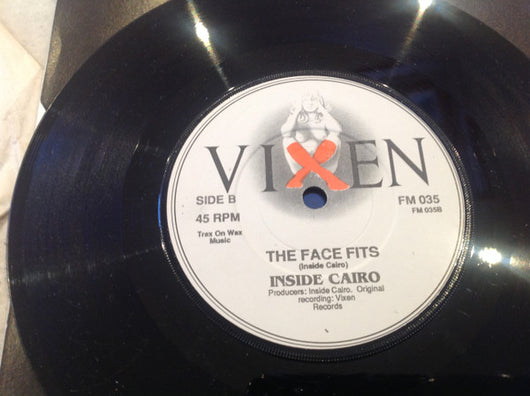 VIXEN
SIDE B
FM 035
45 RPM
FM 035B
Trax On Wax
Music
THE FACE FITS
(Inside Cairo)
INSIDE CAIRO
Producers: Inside Cairo. Original
recording: Vixen
Records